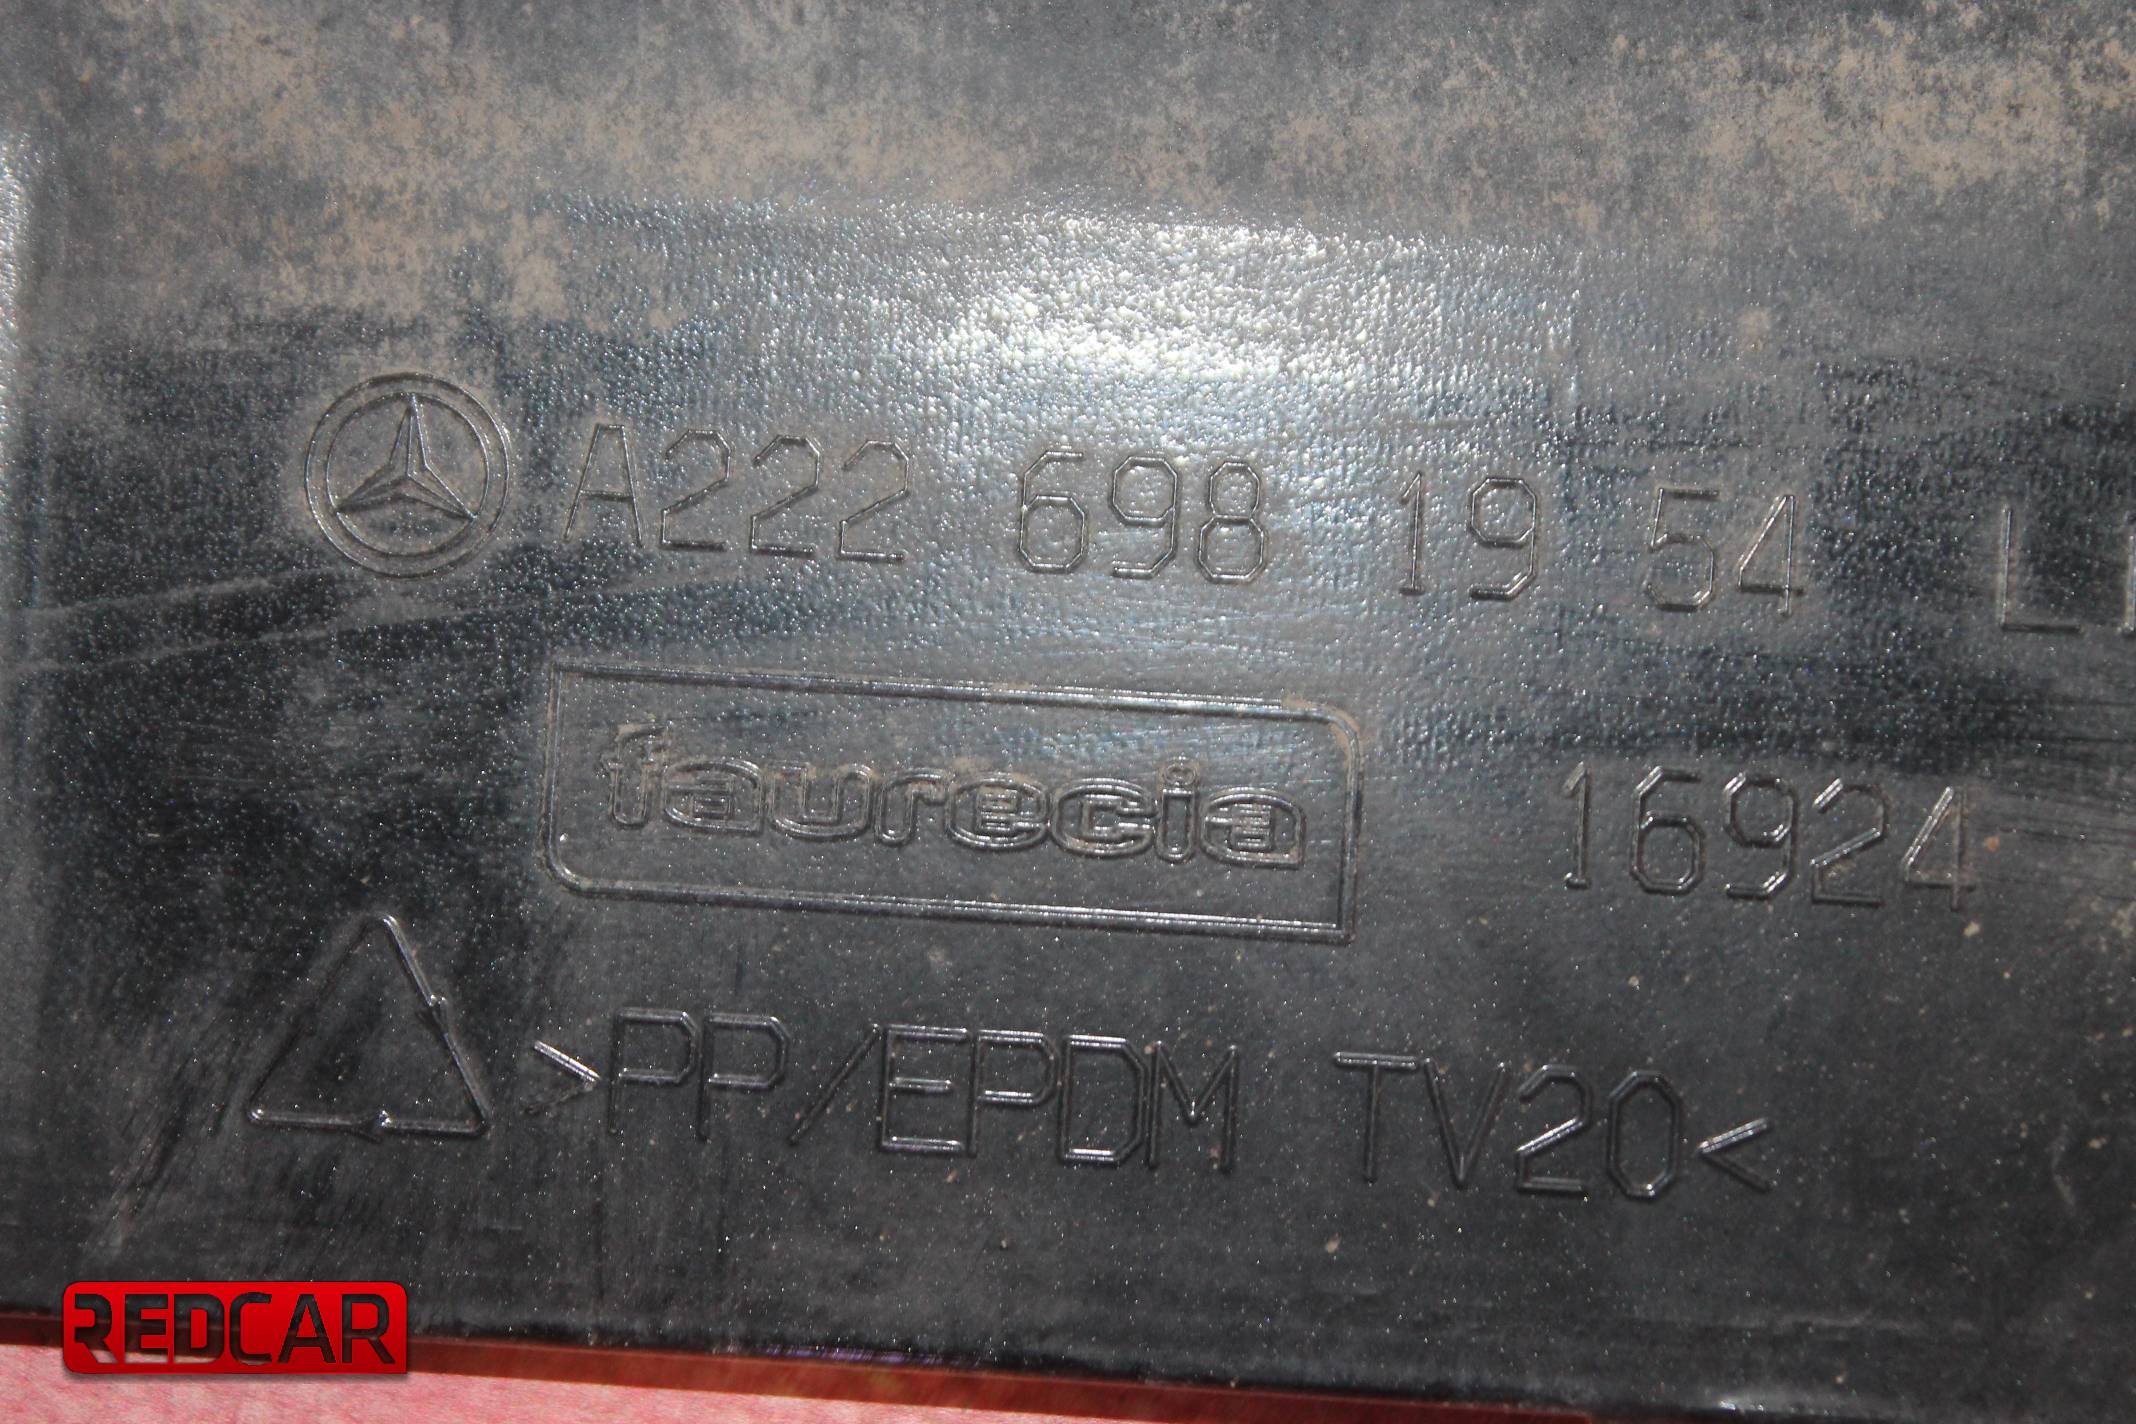 A222 698 19 54 L
faurecia 16924
>PP/EPDM TV20<
REDCAR